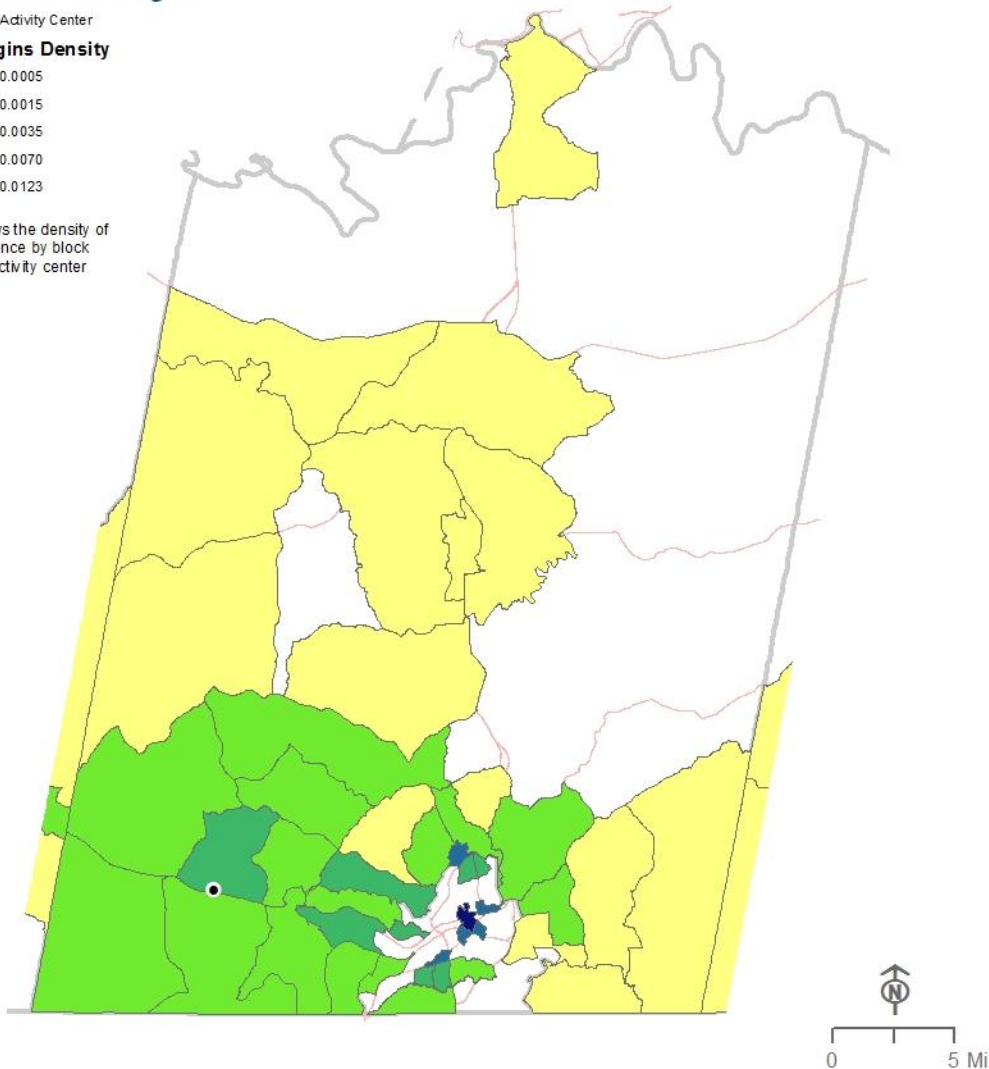 Activity Center
gins Density
0.0005
0.0015
0.0035
0.0070
0.0123
s the density of
nce by block
ctivity center
N
0 5 Mi